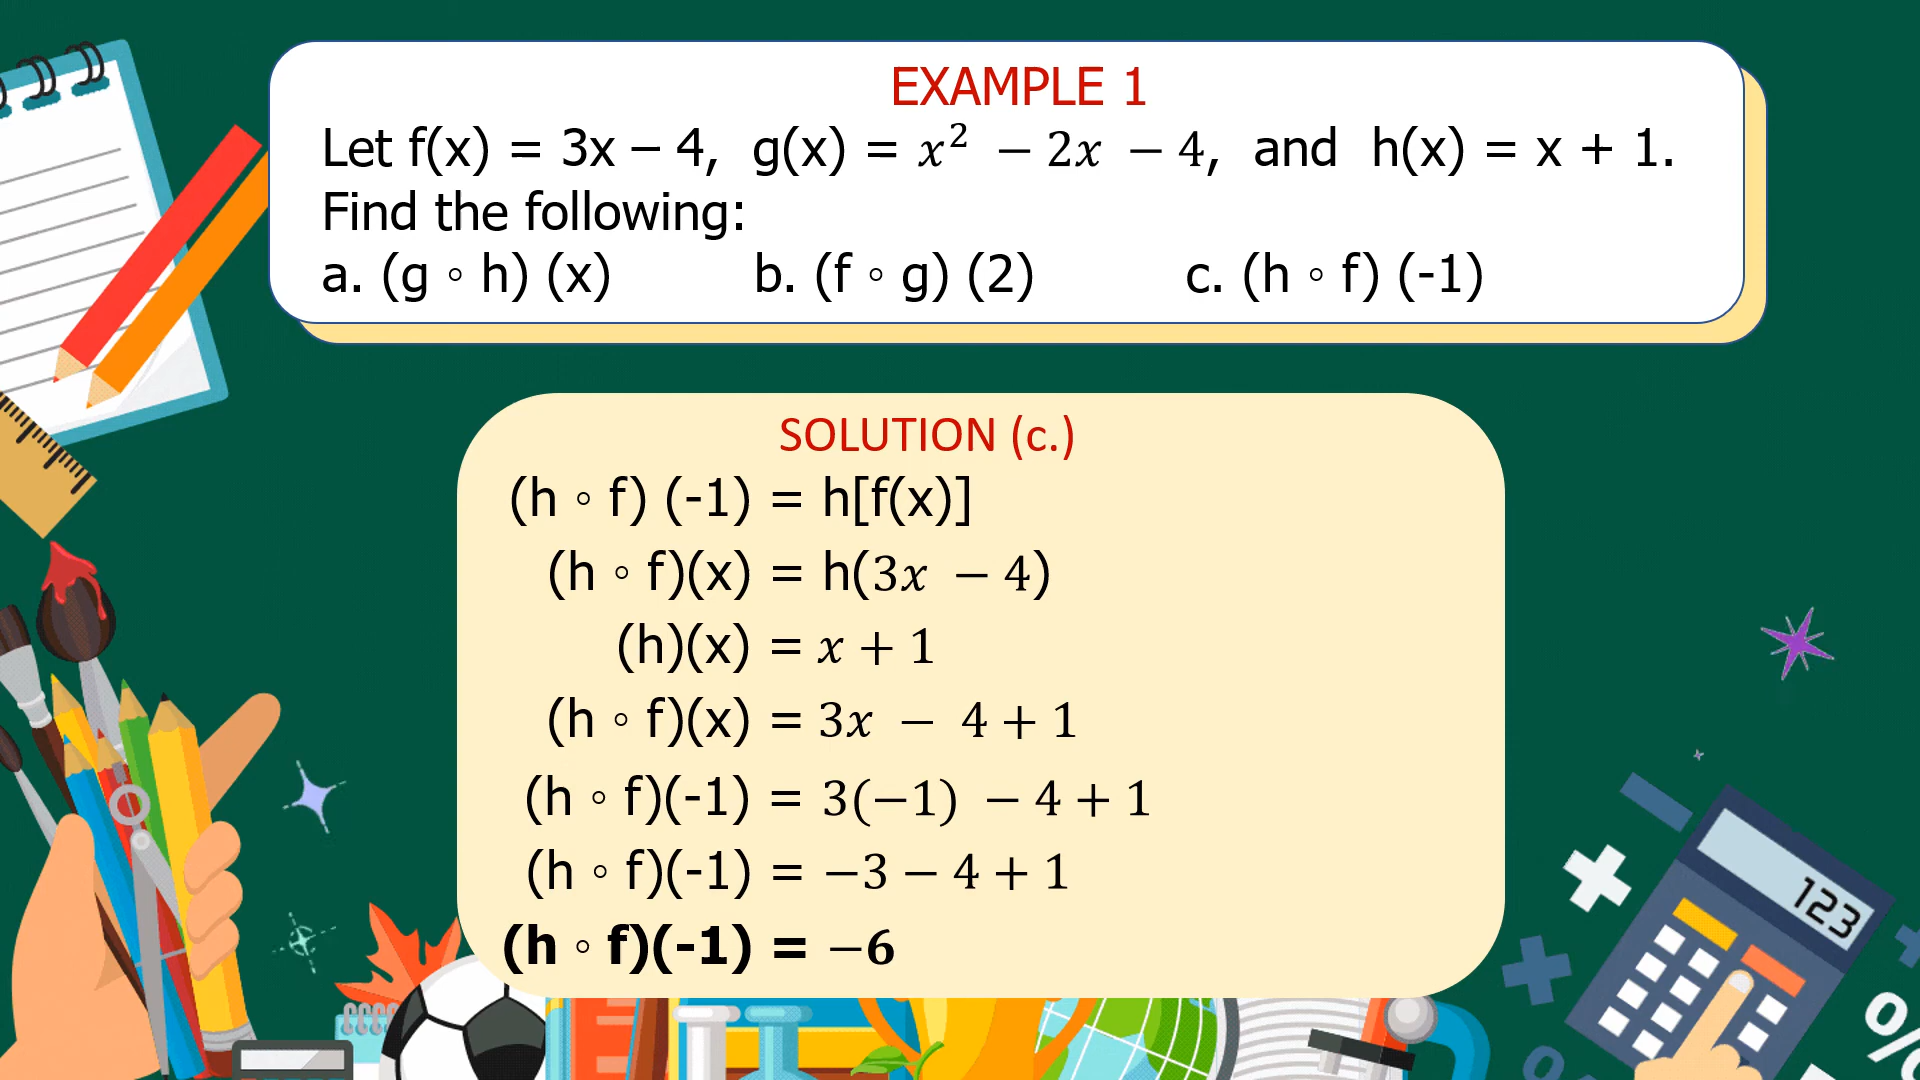 EXAMPLE 1
Let f(x) = 3x – 4, g(x) = 𝑥² − 2𝑥 − 4, and h(x) = x + 1.
Find the following:
a. (g ◦ h) (x) b. (f ◦ g) (2) c. (h ◦ f) (-1)
SOLUTION (c.)
(h ◦ f) (-1) = h[f(x)]
(h ◦ f)(x) = h(3𝑥 − 4)
(h)(x) = 𝑥 + 1
(h ◦ f)(x) = 3𝑥 − 4 + 1
(h ◦ f)(-1) = 3(−1) − 4 + 1
(h ◦ f)(-1) = −3 − 4 + 1
(h ◦ f)(-1) = −6
123
%
%